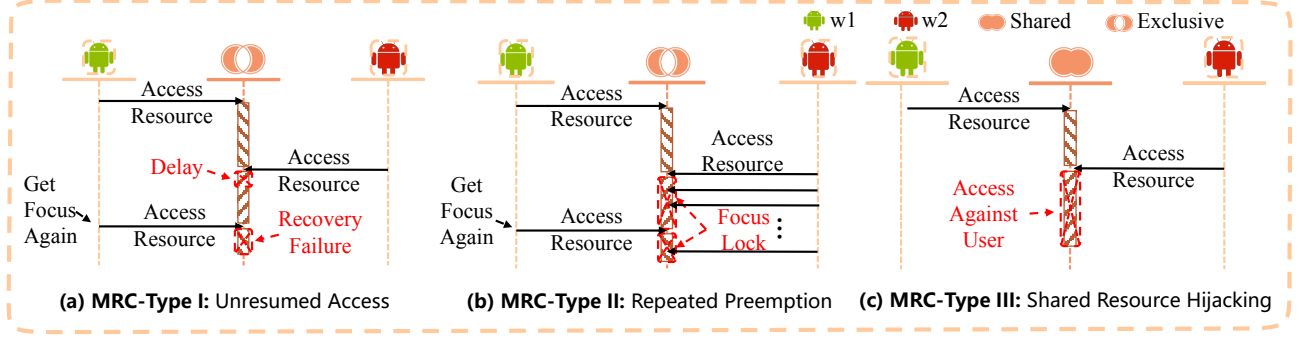 w1 w2 Shared Exclusive
Access
Resource
Delay
Access
Resource
Get
Focus
Again
Access
Resource
Recovery
Failure
(a) MRC-Type I: Unresumed Access
Access
Resource
Access
Resource
Get
Focus
Again
Access
Resource
Focus
Lock
(b) MRC-Type II: Repeated Preemption
Access
Resource
Access
Resource
Access
Against
User
(c) MRC-Type III: Shared Resource Hijacking